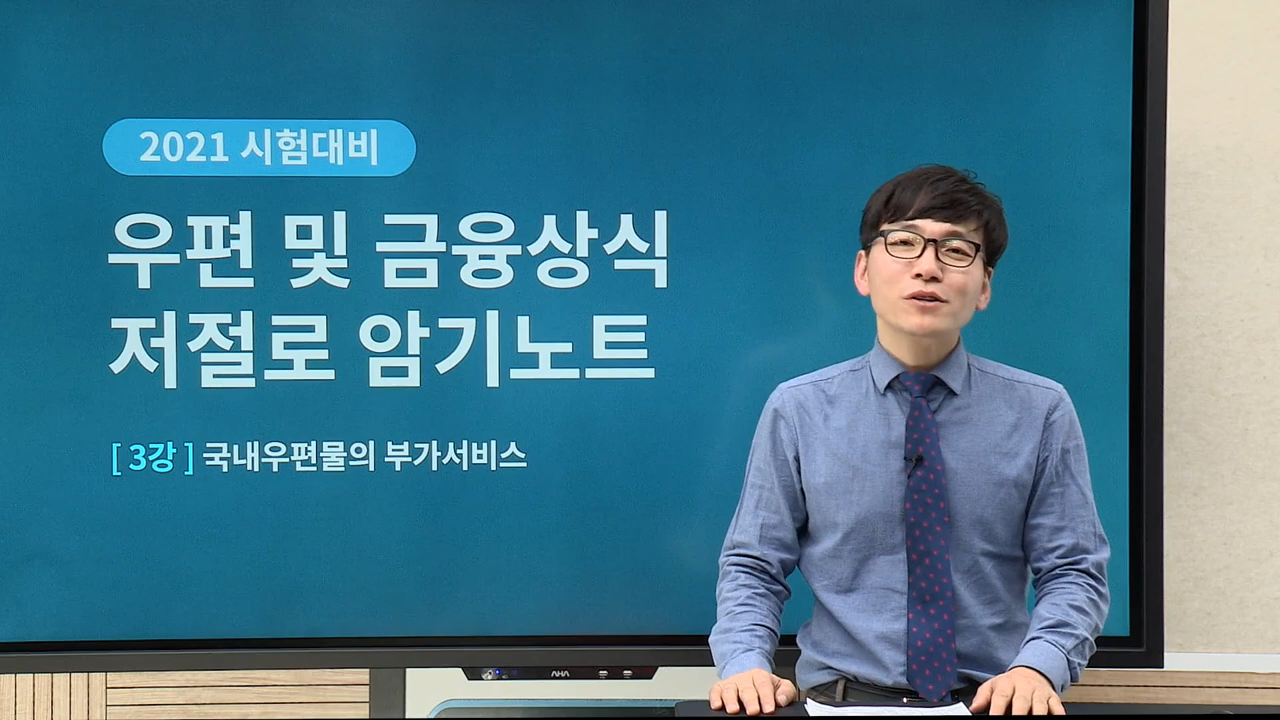 2021 시험대비
우편 및 금융상식
저절로 암기노트
[ 3강 ] 국내우편물의 부가서비스
AHA